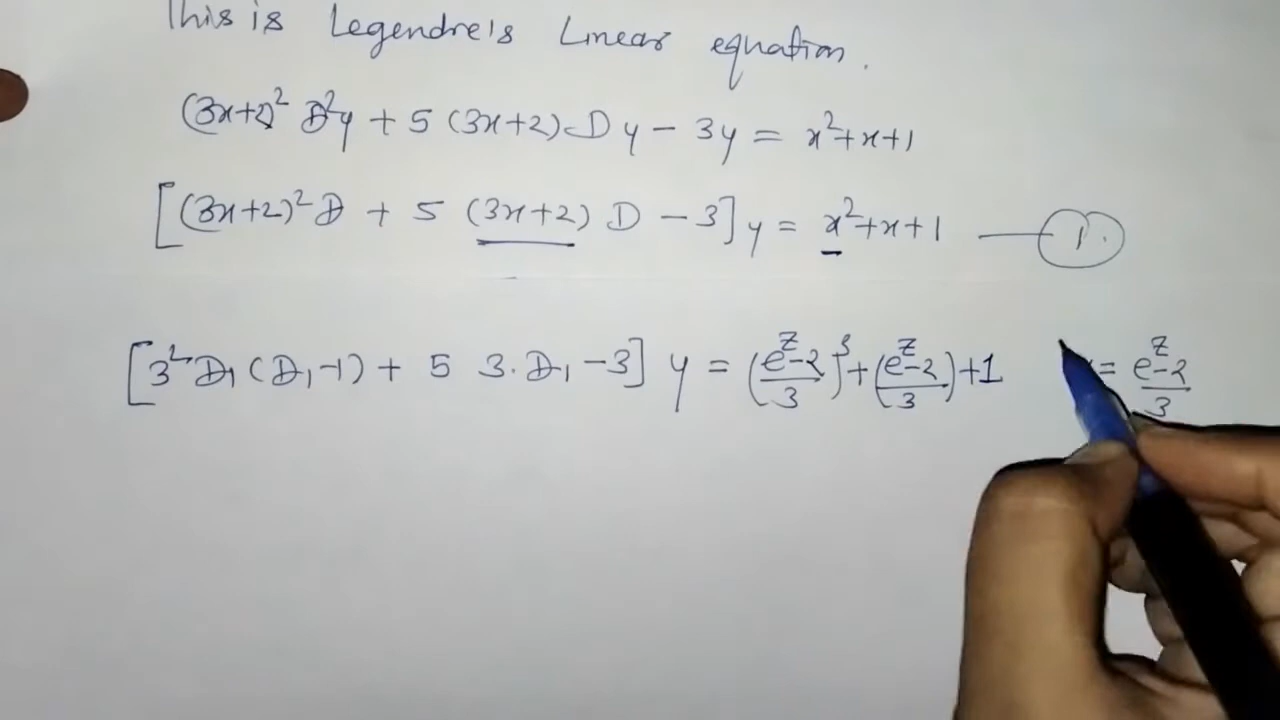 This is Legendre's Linear equation.
(3x+2)² D²y + 5 (3x+2) D y − 3y = x²+x+1
[(3x+2)² D + 5 (3x+2) D − 3] y = x²+x+1 — 1.
[3² D₁ (D₁−1) + 5 3. D₁ − 3] y = (e^z−2/3)² + (e^z−2/3) + 1 = e^z−2/3